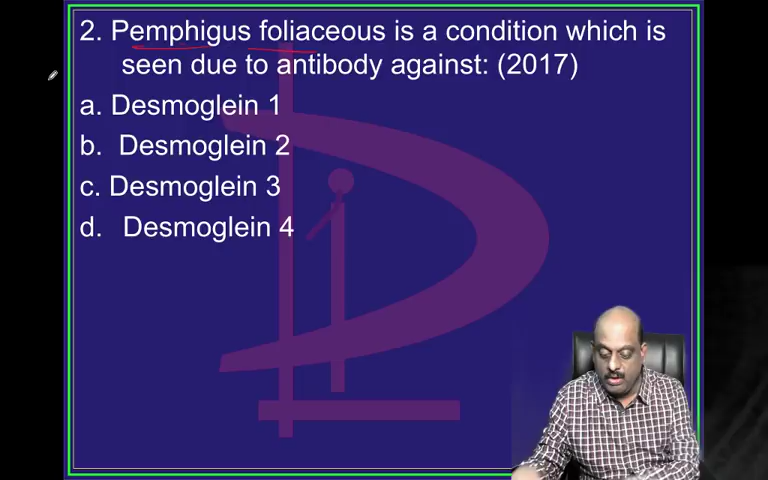 2. Pemphigus foliaceous is a condition which is
seen due to antibody against: (2017)
a. Desmoglein 1
b. Desmoglein 2
c. Desmoglein 3
d. Desmoglein 4